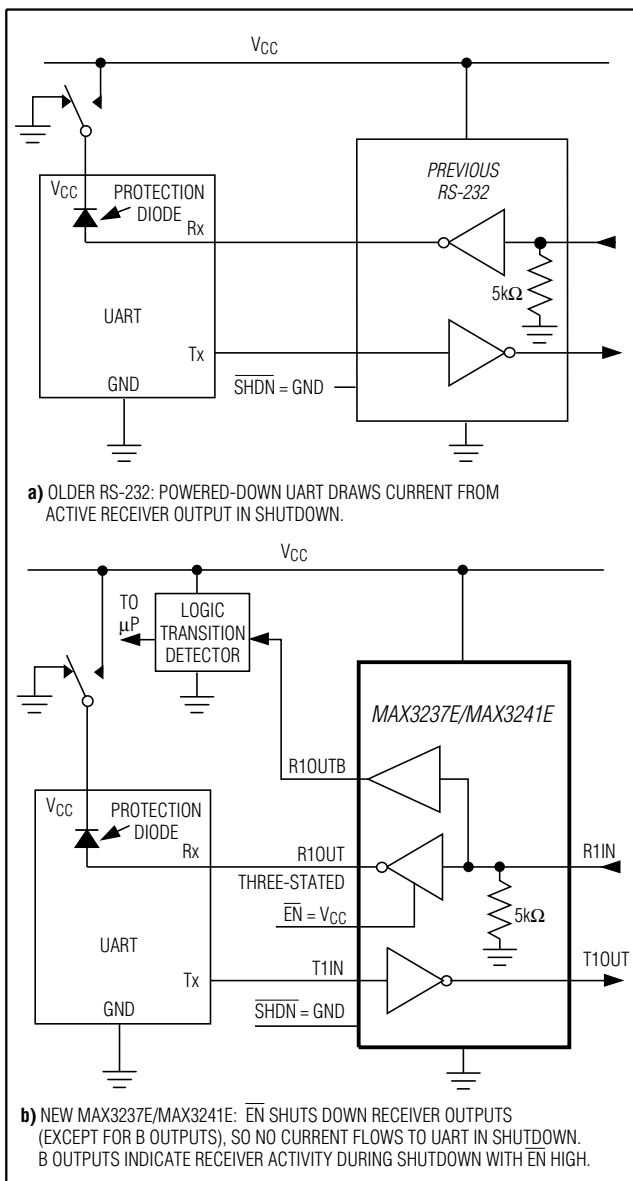 VCC
PREVIOUS
RS-232
VCC
PROTECTION
DIODE
Rx
5kΩ
UART
Tx
GND
SHDN = GND
a) OLDER RS-232: POWERED-DOWN UART DRAWS CURRENT FROM
ACTIVE RECEIVER OUTPUT IN SHUTDOWN.
VCC
TO
μP
LOGIC
TRANSITION
DETECTOR
MAX3237E/MAX3241E
R1OUTB
VCC
PROTECTION
DIODE
Rx
R1OUT
R1IN
THREE-STATED
EN = VCC
5kΩ
UART
Tx
T1IN
T1OUT
GND
SHDN = GND
b) NEW MAX3237E/MAX3241E: EN SHUTS DOWN RECEIVER OUTPUTS
(EXCEPT FOR B OUTPUTS), SO NO CURRENT FLOWS TO UART IN SHUTDOWN.
B OUTPUTS INDICATE RECEIVER ACTIVITY DURING SHUTDOWN WITH EN HIGH.